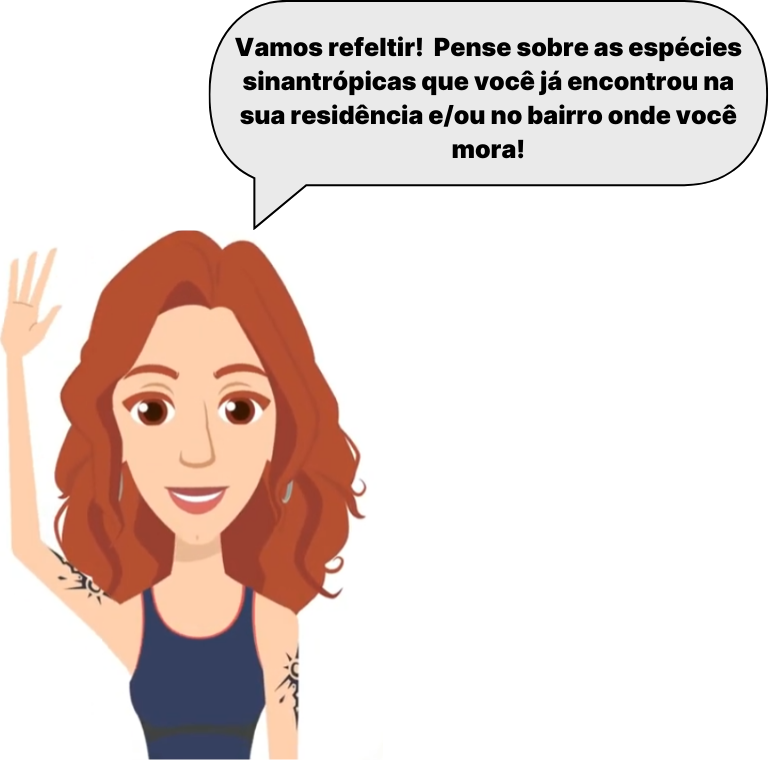 Vamos refeltir!  Pense sobre as espécies
sinantrópicas que você já encontrou na
sua residência e/ou no bairro onde você
mora!